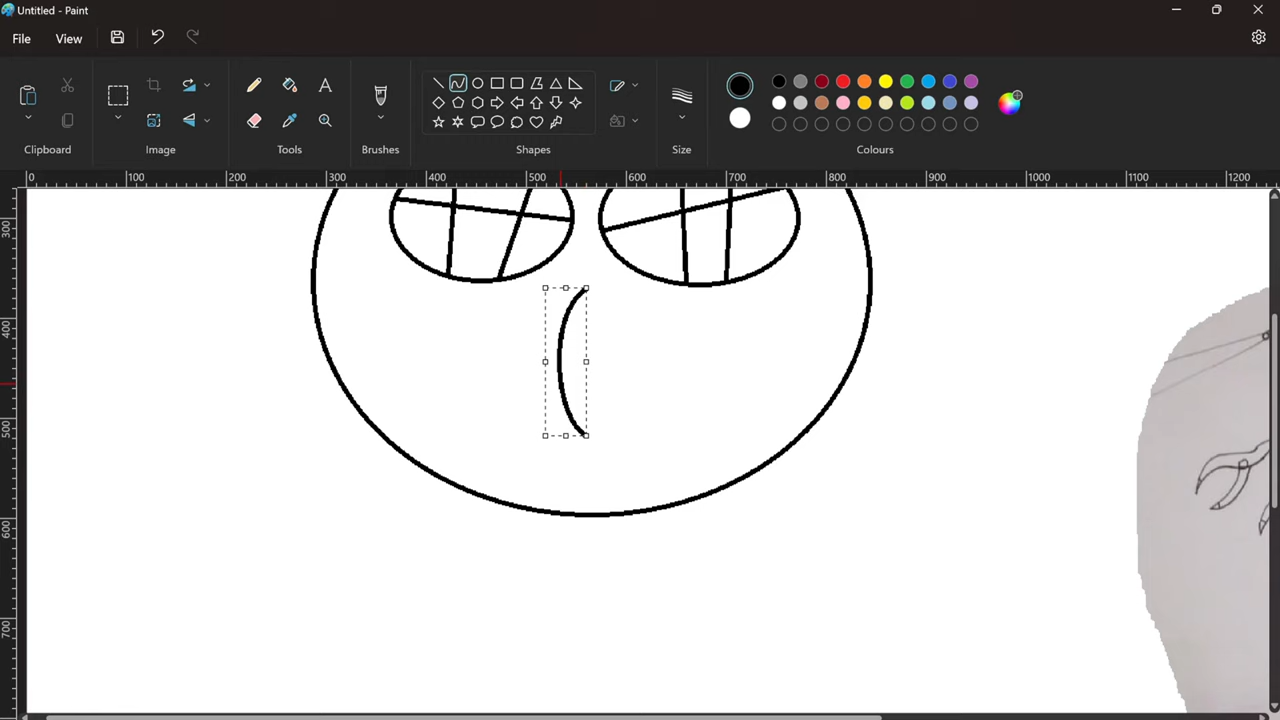 Untitled - Paint
File View
Clipboard Image Tools Brushes Shapes Size Colours
0 100 200 300 400 500 600 700 800 900 1000 1100 1200
300
400
500
600
700